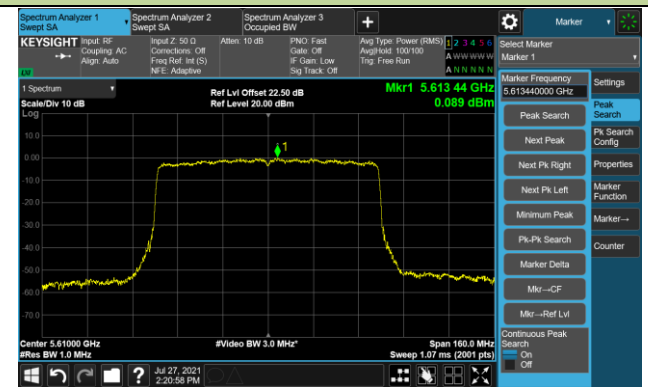 Spectrum Analyzer 1
Swept SA
Spectrum Analyzer 2
Swept SA
Spectrum Analyzer 3
Occupied BW
+
Marker
KEYSIGHT
Input: RF
Coupling: AC
Align: Auto
Input Z: 50 Ω
Corrections: Off
Freq Ref: Int (S)
NFE: Adaptive
Atten: 10 dB
PNO: Fast
Gate: Off
IF Gain: Low
Sig Track: Off
Avg Type: Power (RMS)
Avg|Hold: 100/100
Trig: Free Run
1 2 3 4 5 6
A W W W W W
A N N N N N
Select Marker
Marker 1
1 Spectrum
Scale/Div 10 dB
Log
Ref Lvl Offset 22.50 dB
Ref Level 20.00 dBm
Mkr1 5.613 44 GHz
0.089 dBm
10.0
0.00
-10.0
-20.0
-30.0
-40.0
-50.0
-60.0
-70.0
1
Center 5.61000 GHz
#Res BW 1.0 MHz
#Video BW 3.0 MHz*
Span 160.0 MHz
Sweep 1.07 ms (2001 pts)
Marker Frequency
5.613440000 GHz
Peak Search
Next Peak
Next Pk Right
Next Pk Left
Minimum Peak
Pk-Pk Search
Marker Delta
Mkr→CF
Mkr→Ref Lvl
Continuous Peak
Search
On
Off
Settings
Peak
Search
Pk Search
Config
Properties
Marker
Function
Marker→
Counter
?
Jul 27, 2021
2:20:58 PM